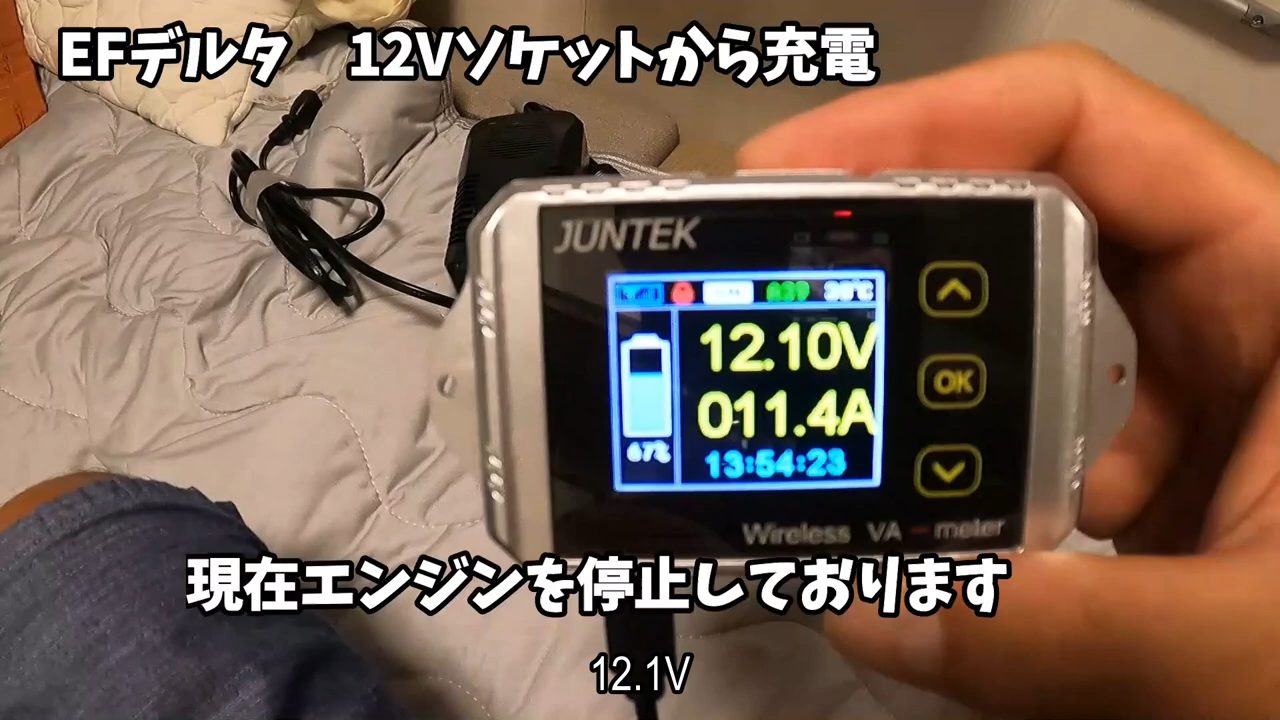 EFデルタ　12Vソケットから充電
JUNTEK
12.10V
011.4A
67%
13:54:23
OK
Wireless VA-meter
現在エンジンを停止しております
12.1V